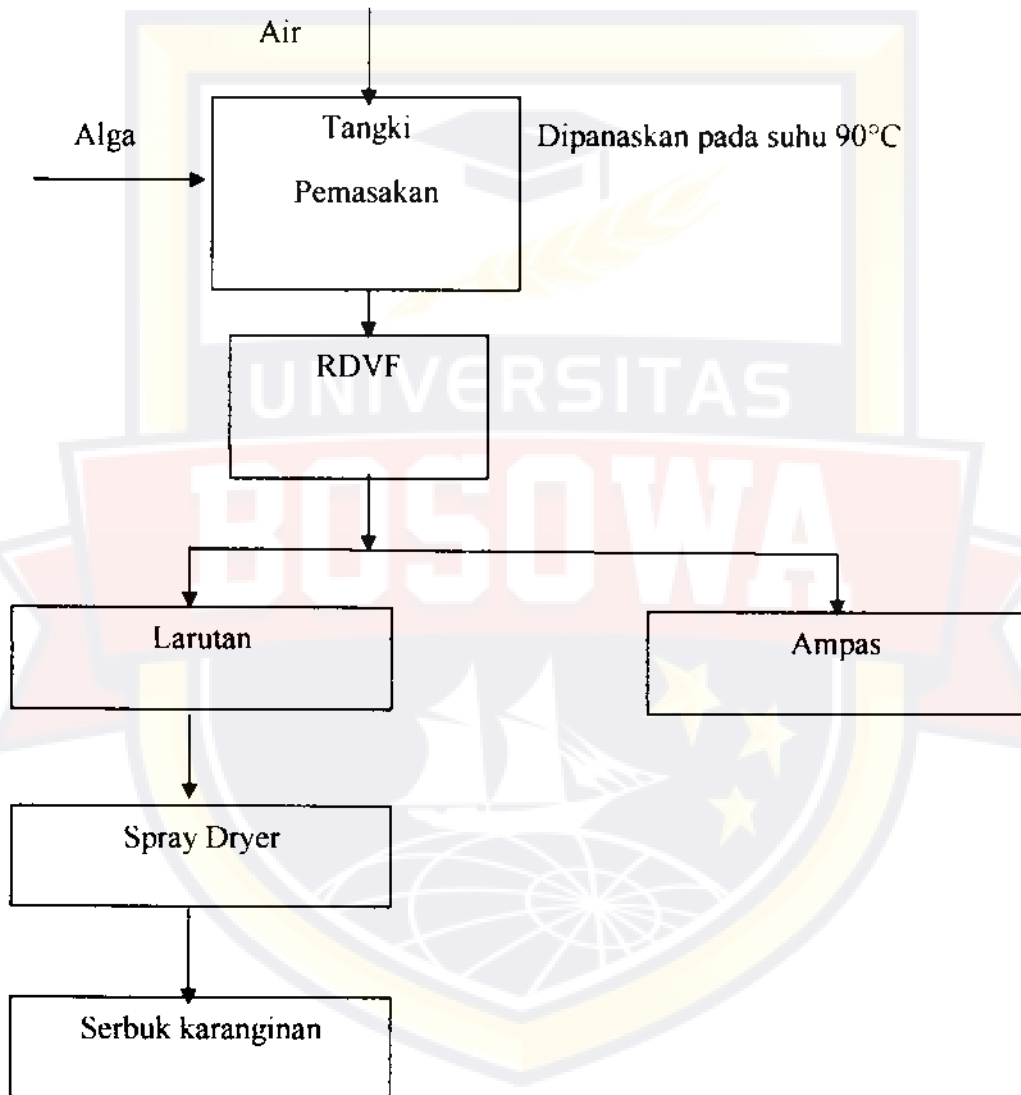 Air
Alga
Tangki
Pemasakan
Dipanaskan pada suhu 90°C
RDVF
UNIVERSITAS
BOSOWA
Larutan
Ampas
Spray Dryer
Serbuk karanginan